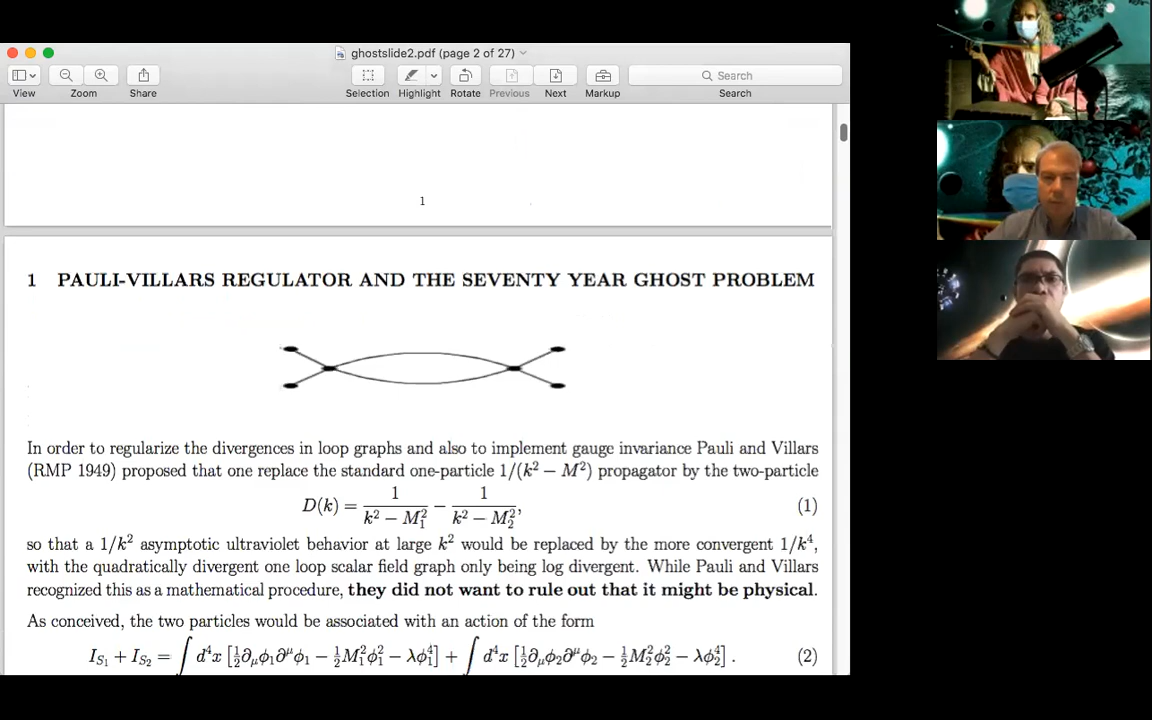 ghostslide2.pdf (page 2 of 27)
View
Zoom
Share
Selection
Highlight
Rotate
Previous
Next
Markup
Search
Search
1
1 PAULI-VILLARS REGULATOR AND THE SEVENTY YEAR GHOST PROBLEM
In order to regularize the divergences in loop graphs and also to implement gauge invariance Pauli and Villars
(RMP 1949) proposed that one replace the standard one-particle 1/(k² − M²) propagator by the two-particle
D(k) = 1/(k² − M₁²) − 1/(k² − M₂²), (1)
so that a 1/k² asymptotic ultraviolet behavior at large k² would be replaced by the more convergent 1/k⁴,
with the quadratically divergent one loop scalar field graph only being log divergent. While Pauli and Villars
recognized this as a mathematical procedure, they did not want to rule out that it might be physical.
As conceived, the two particles would be associated with an action of the form
I_S₁ + I_S₂ = ∫ d⁴x [½∂_μφ₁∂^μφ₁ − ½M₁²φ₁² − λφ₁⁴] + ∫ d⁴x [½∂_μφ₂∂^μφ₂ − ½M₂²φ₂² − λφ₂⁴] . (2)